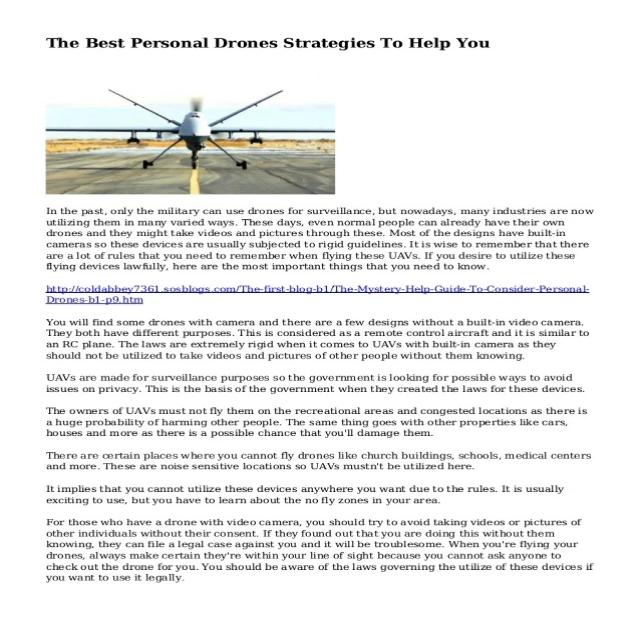 The Best Personal Drones Strategies To Help You
In the past, only the military can use drones for surveillance, but nowadays, many industries are now
utilizing them in many varied ways. These days, even normal people can already have their own
drones and they might take videos and pictures through these. Most of the designs have built-in
cameras so these devices are usually subjected to rigid guidelines. It is wise to remember that there
are a lot of rules that you need to remember when flying these UAVs. If you desire to utilize these
flying devices lawfully, here are the most important things that you need to know.
http://coldabbey7361.sosblogs.com/The-first-blog-b1/The-Mystery-Help-Guide-To-Consider-Personal-
Drones-b1-p9.htm
You will find some drones with camera and there are a few designs without a built-in video camera.
They both have different purposes. This is considered as a remote control aircraft and it is similar to
an RC plane. The laws are extremely rigid when it comes to UAVs with built-in camera as they
should not be utilized to take videos and pictures of other people without them knowing.
UAVs are made for surveillance purposes so the government is looking for possible ways to avoid
issues on privacy. This is the basis of the government when they created the laws for these devices.
The owners of UAVs must not fly them on the recreational areas and congested locations as there is
a huge probability of harming other people. The same thing goes with other properties like cars,
houses and more as there is a possible chance that you'll damage them.
There are certain places where you cannot fly drones like church buildings, schools, medical centers
and more. These are noise sensitive locations so UAVs mustn't be utilized here.
It implies that you cannot utilize these devices anywhere you want due to the rules. It is usually
exciting to use, but you have to learn about the no fly zones in your area.
For those who have a drone with video camera, you should try to avoid taking videos or pictures of
other individuals without their consent. If they found out that you are doing this without them
knowing, they can file a legal case against you and it will be troublesome. When you're flying your
drones, always make certain they're within your line of sight because you cannot ask anyone to
check out the drone for you. You should be aware of the laws governing the utilize of these devices if
you want to use it legally.